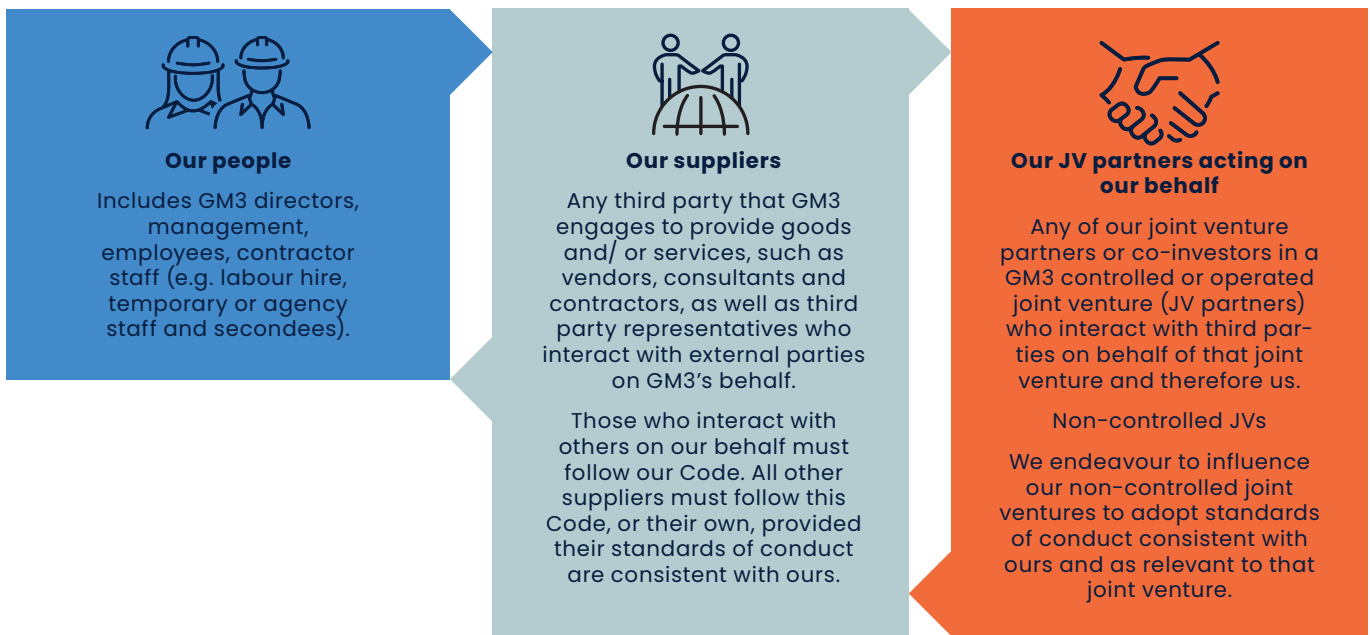 Our people
Includes GM3 directors,
management,
employees, contractor
staff (e.g. labour hire,
temporary or agency
staff and secondees).
Our suppliers
Any third party that GM3
engages to provide goods
and/ or services, such as
vendors, consultants and
contractors, as well as third
party representatives who
interact with external parties
on GM3’s behalf.
Those who interact with
others on our behalf must
follow our Code. All other
suppliers must follow this
Code, or their own, provided
their standards of conduct
are consistent with ours.
Our JV partners acting on
our behalf
Any of our joint venture
partners or co-investors in a
GM3 controlled or operated
joint venture (JV partners)
who interact with third par-
ties on behalf of that joint
venture and therefore us.
Non-controlled JVs
We endeavour to influence
our non-controlled joint
ventures to adopt standards
of conduct consistent with
ours and as relevant to that
joint venture.